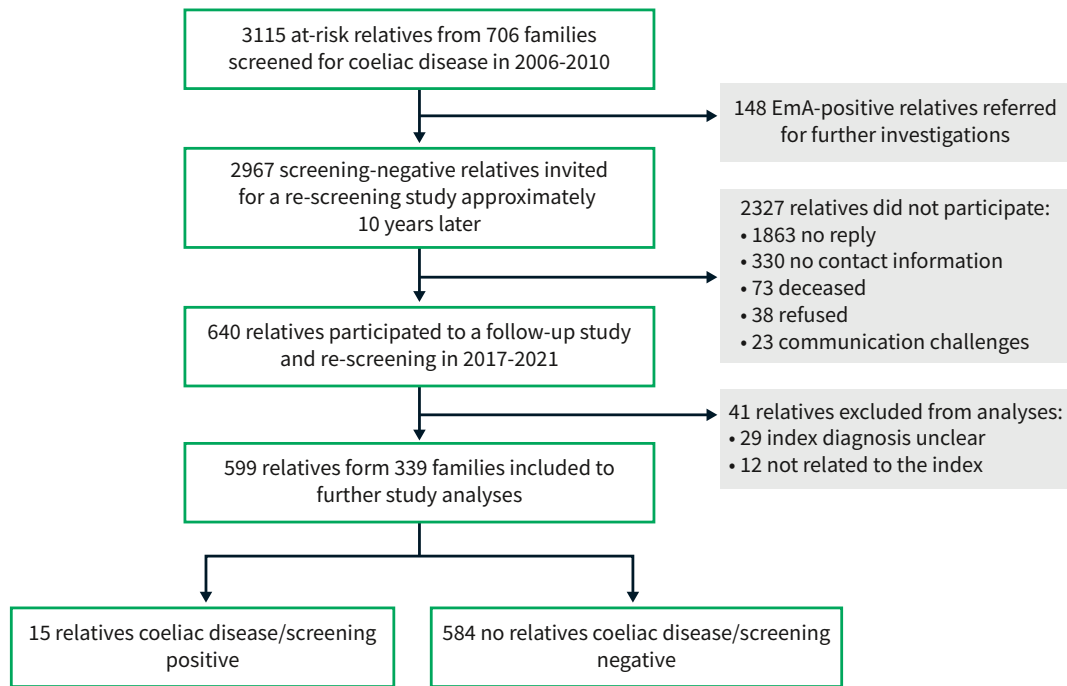 3115 at-risk relatives from 706 families
screened for coeliac disease in 2006-2010
148 EmA-positive relatives referred
for further investigations
2967 screening-negative relatives invited
for a re-screening study approximately
10 years later
2327 relatives did not participate:
• 1863 no reply
• 330 no contact information
• 73 deceased
• 38 refused
• 23 communication challenges
640 relatives participated to a follow-up study
and re-screening in 2017-2021
41 relatives excluded from analyses:
• 29 index diagnosis unclear
• 12 not related to the index
599 relatives form 339 families included to
further study analyses
15 relatives coeliac disease/screening
positive
584 no relatives coeliac disease/screening
negative